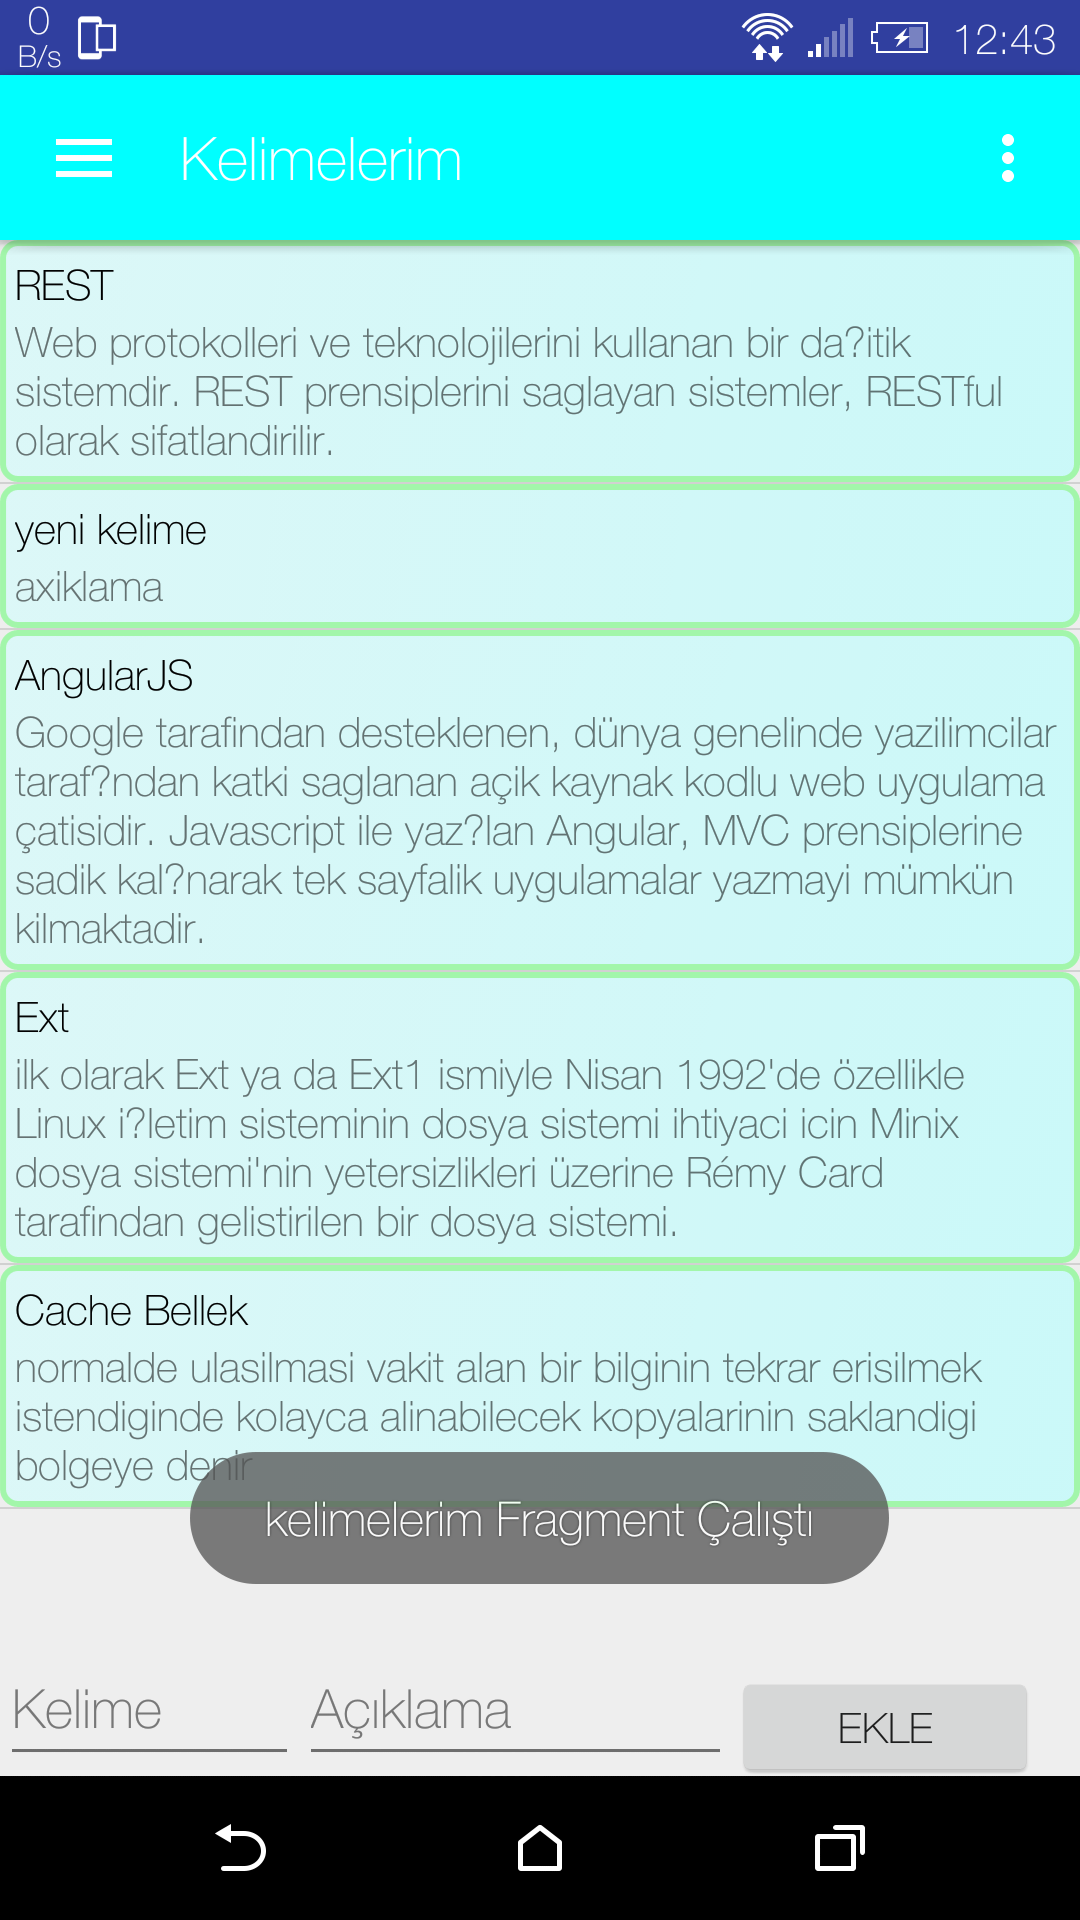 0
B/s
12:43
Kelimelerim
REST
Web protokolleri ve teknolojilerini kullanan bir da?itik
sistemdir. REST prensiplerini saglayan sistemler, RESTful
olarak sifatlandirilir.
yeni kelime
axiklama
AngularJS
Google tarafindan desteklenen, dünya genelinde yazilimcilar
taraf?ndan katki saglanan açik kaynak kodlu web uygulama
çatisidir. Javascript ile yaz?lan Angular, MVC prensiplerine
sadik kal?narak tek sayfalik uygulamalar yazmayi mümkün
kilmaktadir.
Ext
ilk olarak Ext ya da Ext1 ismiyle Nisan 1992'de özellikle
Linux i?letim sisteminin dosya sistemi ihtiyaci icin Minix
dosya sistemi'nin yetersizlikleri üzerine Rémy Card
tarafindan gelistirilen bir dosya sistemi.
Cache Bellek
normalde ulasilmasi vakit alan bir bilginin tekrar erisilmek
istendiginde kolayca alinabilecek kopyalarinin saklandigi
bolgeye denir
kelimelerim Fragment Çalıştı
Kelime
Açıklama
EKLE